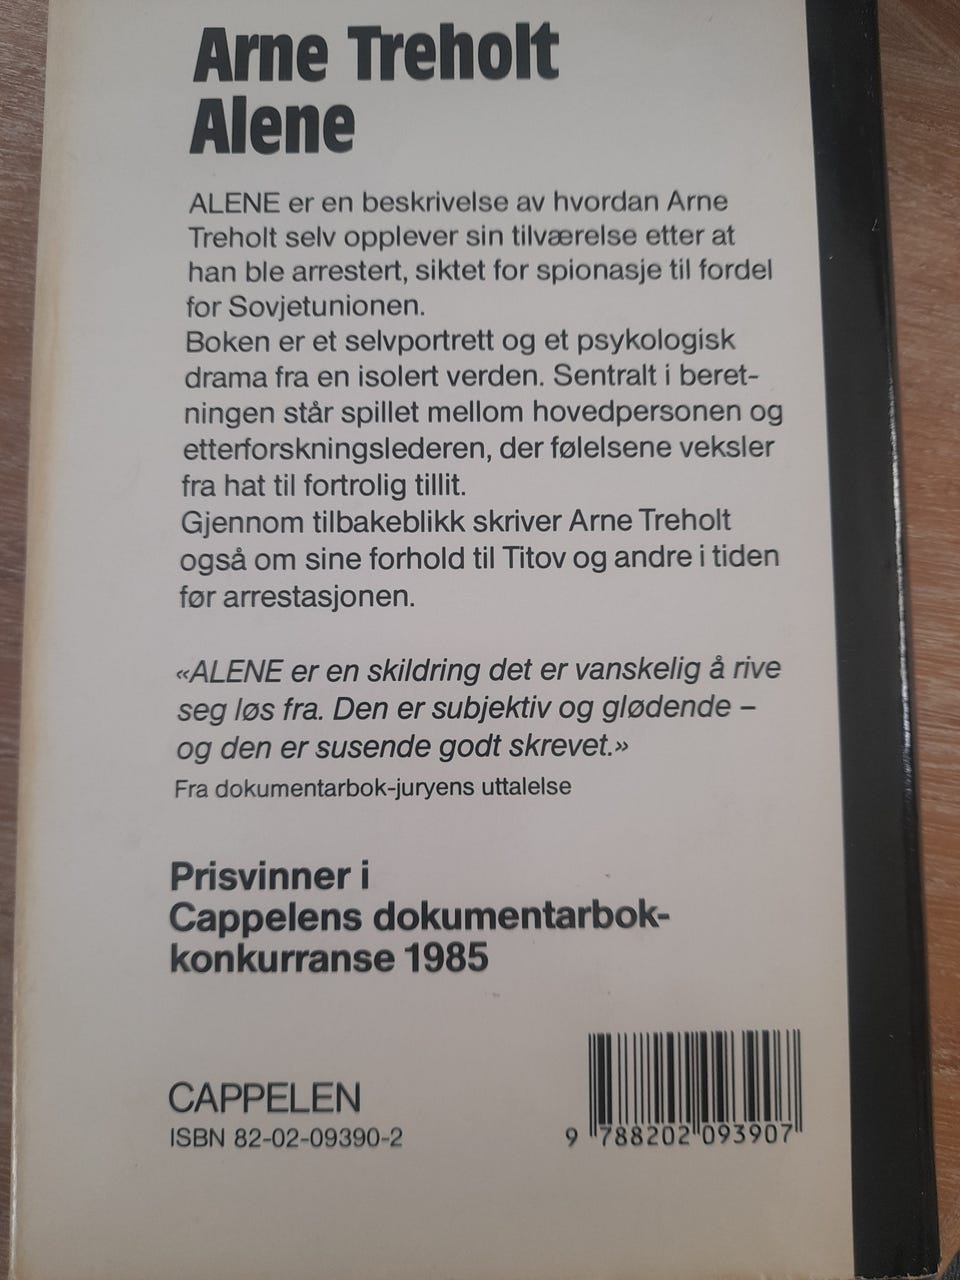 Arne Treholt
Alene
ALENE er en beskrivelse av hvordan Arne
Treholt selv opplever sin tilværelse etter at
han ble arrestert, siktet for spionasje til fordel
for Sovjetunionen.
Boken er et selvportrett og et psykologisk
drama fra en isolert verden. Sentralt i beret-
ningen står spillet mellom hovedpersonen og
etterforskningslederen, der følelsene veksler
fra hat til fortrolig tillit.
Gjennom tilbakeblikk skriver Arne Treholt
også om sine forhold til Titov og andre i tiden
før arrestasjonen.
«ALENE er en skildring det er vanskelig å rive
seg løs fra. Den er subjektiv og glødende –
og den er susende godt skrevet.»
Fra dokumentarbok-juryens uttalelse
Prisvinner i
Cappelens dokumentarbok-
konkurranse 1985
CAPPELEN
ISBN 82-02-09390-2
9 788202 093907